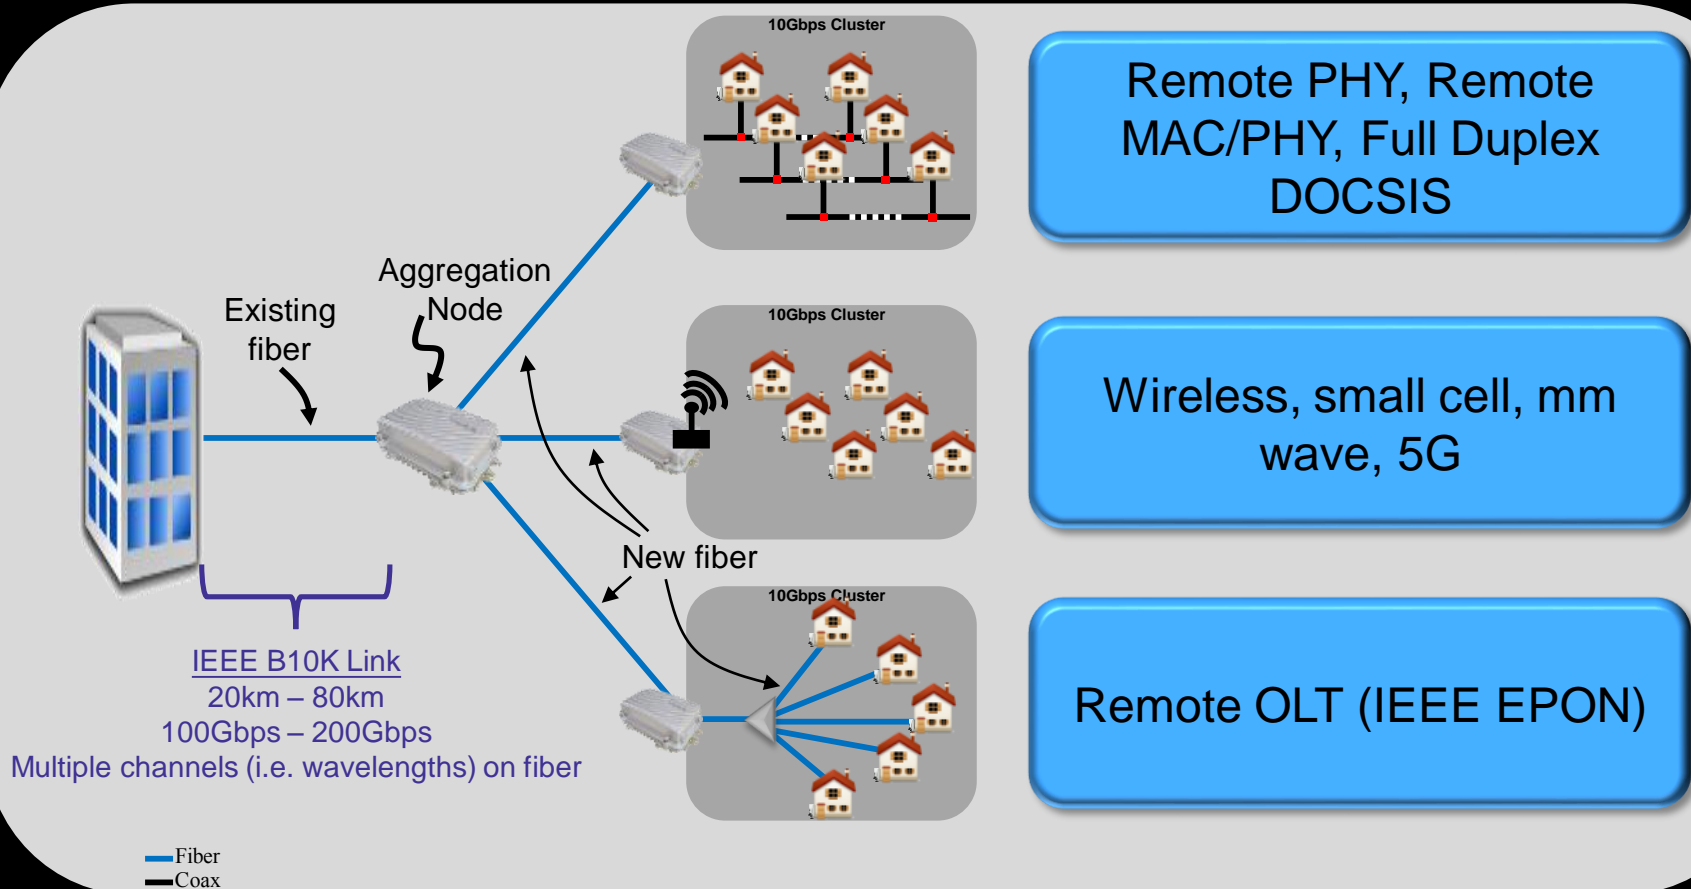 10Gbps Cluster
Remote PHY, Remote
MAC/PHY, Full Duplex
DOCSIS
Aggregation
Node
Existing
fiber
10Gbps Cluster
Wireless, small cell, mm
wave, 5G
New fiber
10Gbps Cluster
Remote OLT (IEEE EPON)
IEEE B10K Link
20km – 80km
100Gbps – 200Gbps
Multiple channels (i.e. wavelengths) on fiber
Fiber
Coax